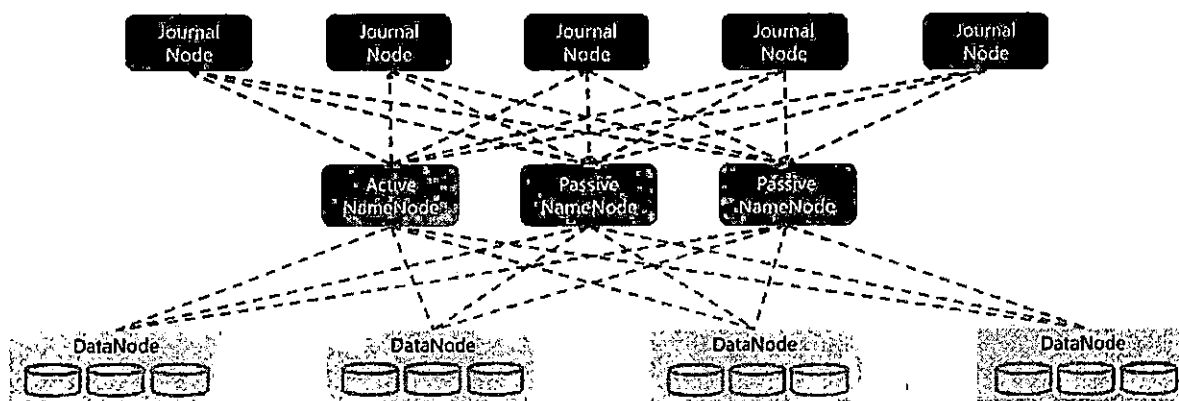 Journal
Node
Journal
Node
Journal
Node
Journal
Node
Journal
Node
Active
NameNode
Passive
NameNode
Passive
NameNode
DataNode
DataNode
DataNode
DataNode